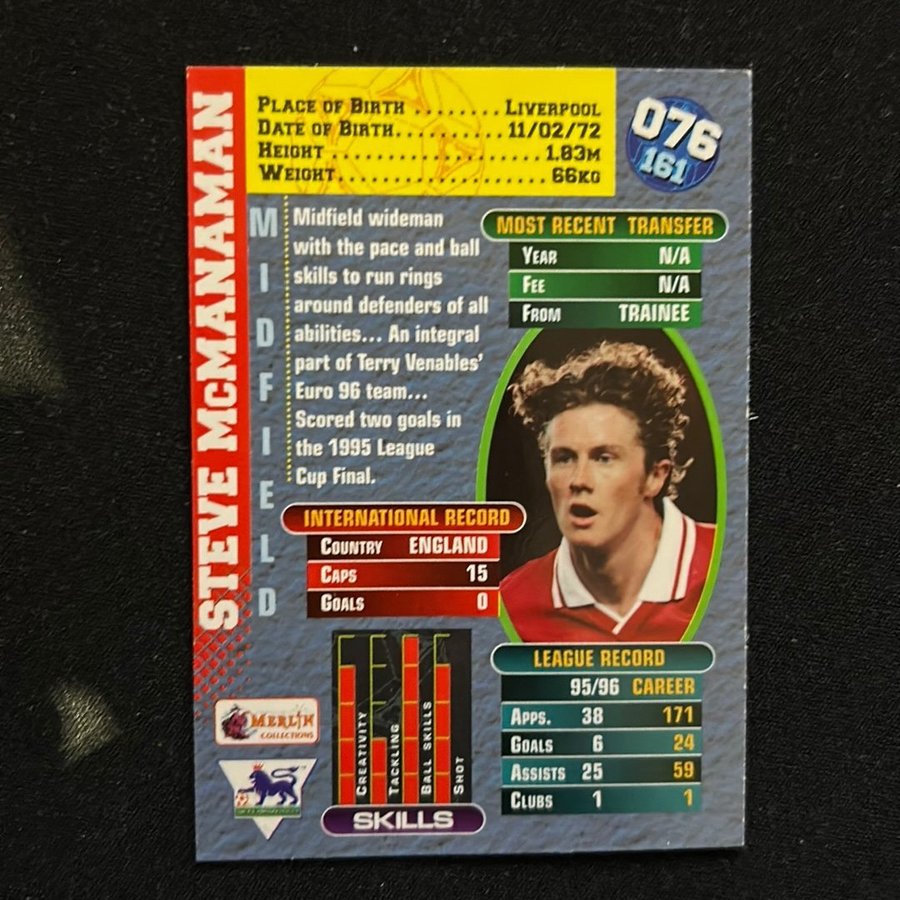 STEVE McMANAMAN
PLACE OF BIRTH ......... LIVERPOOL
DATE OF BIRTH........... 11/02/72
HEIGHT ...................... 1.83M
WEIGHT..................... 66KG
076
161
MIDFIELD
Midfield wideman
with the pace and ball
skills to run rings
around defenders of all
abilities... An integral
part of Terry Venables'
Euro 96 team...
Scored two goals in
the 1995 League
Cup Final.
MOST RECENT TRANSFER
YEAR N/A
FEE N/A
FROM TRAINEE
INTERNATIONAL RECORD
COUNTRY ENGLAND
CAPS 15
GOALS 0
CREATIVITY
TACKLING
BALL SKILLS
SHOT
SKILLS
LEAGUE RECORD
95/96 CAREER
APPS. 38 171
GOALS 6 24
ASSISTS 25 59
CLUBS 1 1
MERLIN
COLLECTIONS